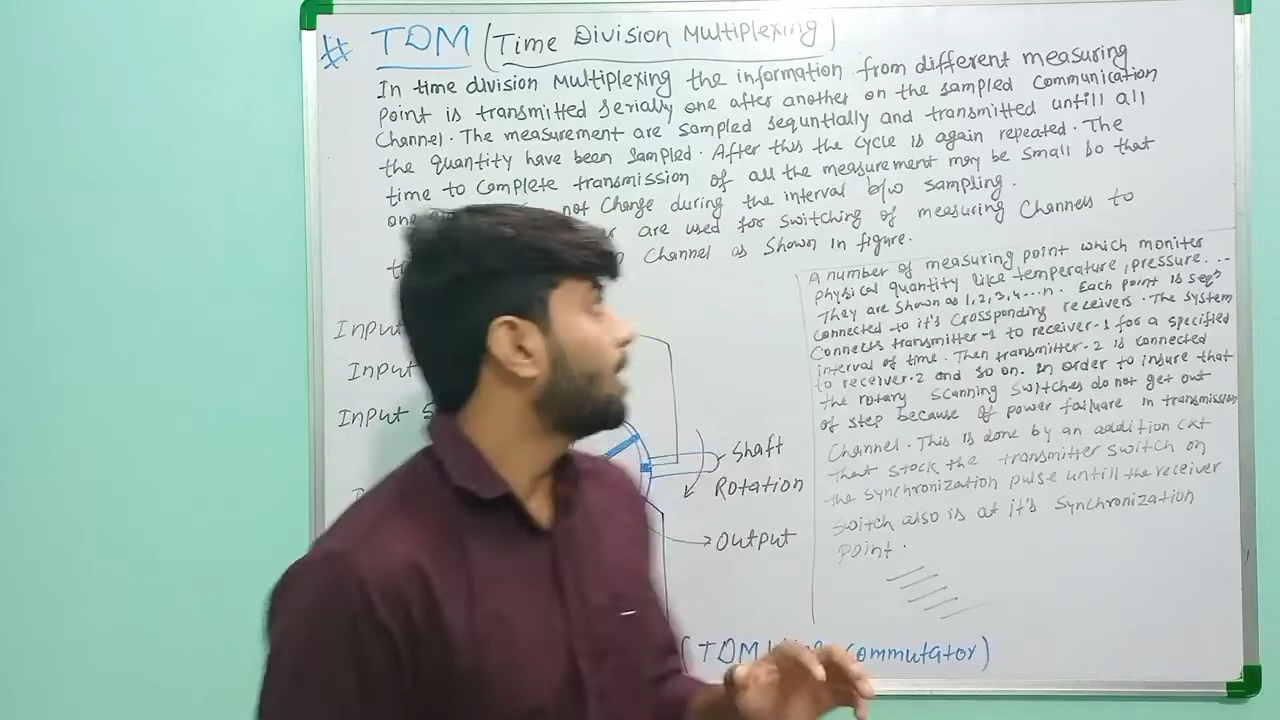 # TDM (Time Division Multiplexing)
In time division Multiplexing the information from different measuring
Point is transmitted serially one after another on the sampled communication
Channel. The measurement are sampled sequntially and transmitted untill all
the quantity have been sampled. After this the cycle is again repeated. The
time to complete transmission of all the measurement may be small so that
one not Change during the interval b/w sampling.
are used for switching of measuring Channels to
Channel as Shown in figure.
Input
Input
Input S
Shaft
Rotation
Output
(TDM commutator)
A number of measuring point which moniter
physical quantity like temperature, pressure...
They are shown as 1,2,3,4,...n. Each point is seqⁿ
connected to it's crossponding receivers. The system
Connects transmitter-1 to receiver-1 for a specified
interval of time. Then transmitter-2 is connected
to receiver-2 and so on. in order to insure that
the rotary scanning switches do not get out
of step because of power failuare in transmission
Channel. This is done by an addition ckt
that stock the transmitter switch on
the synchronization pulse untill the receiver
switch also is at it's synchronization
point.